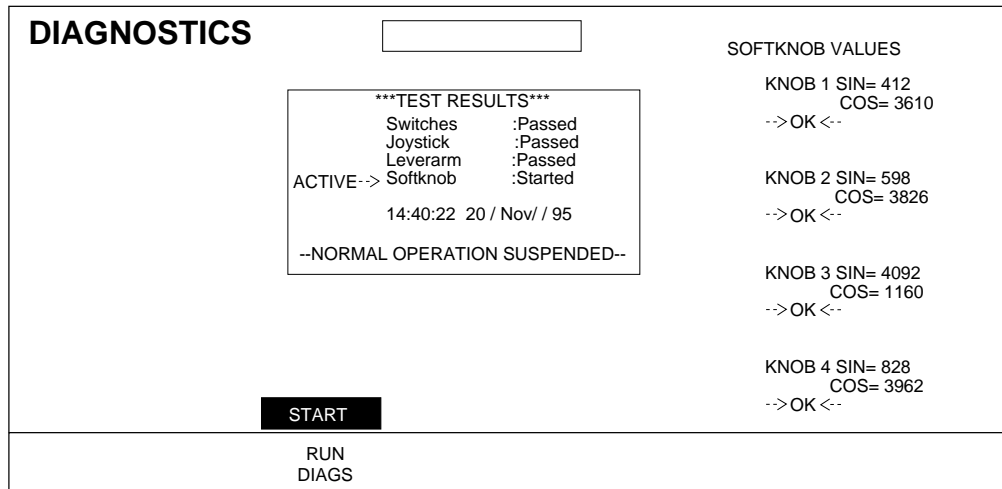 DIAGNOSTICS
***TEST RESULTS***
Switches :Passed
Joystick :Passed
Leverarm :Passed
ACTIVE--> Softknob :Started
14:40:22 20 / Nov/ / 95
--NORMAL OPERATION SUSPENDED--
SOFTKNOB VALUES
KNOB 1 SIN= 412
COS= 3610
-->OK<--
KNOB 2 SIN= 598
COS= 3826
-->OK<--
KNOB 3 SIN= 4092
COS= 1160
-->OK<--
KNOB 4 SIN= 828
COS= 3962
-->OK<--
START
RUN
DIAGS